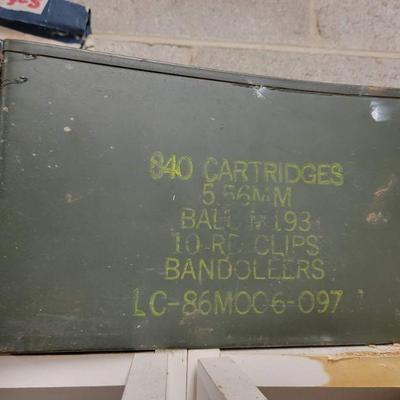 840 CARTRIDGES
5.56MM
BALL M193
10-RD CLIPS
BANDOLEERS
LC-86M006-097